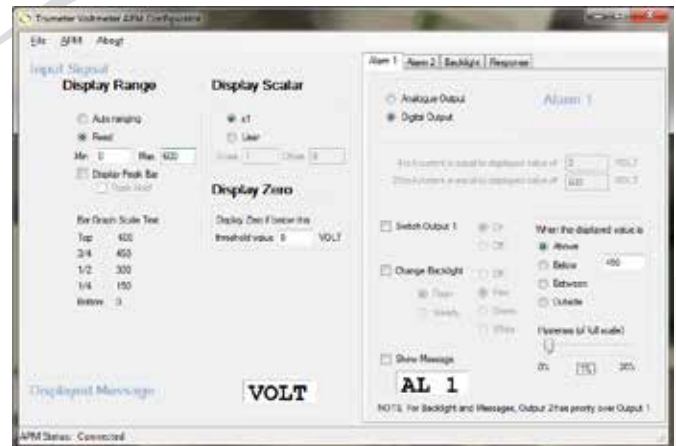 Trumeter Voltmeter APM Configurator
File APM About
Input Signal
Display Range
Auto ranging
Fixed
Min 0 Max 600
Display Peak Bar
Bar Graph Scale Text
Top 600
3/4 450
1/2 300
1/4 150
Bottom 0
Display Scalar
x1
User
Display Zero
Display Zero if below this
threshold value 0 VOLT
Displayed Message
VOLT
APM Status: Connected
Alarm 1 Alarm 2 Backlight Response
Analogue Output
Digital Output
Alarm 1
Switch Output 1
On
Off
Change Backlight
When the displayed value is
Above
Below
Between
Outside
450
Hysteresis (of full scale)
0% 1% 20%
Show Message
AL 1
NOTE: For Backlight and Messages, Output 2 has priority over Output 1